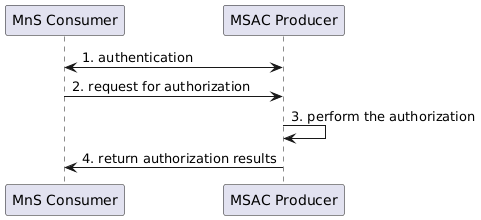 MnS Consumer
MSAC Producer
1. authentication
2. request for authorization
3. perform the authorization
4. return authorization results
MnS Consumer
MSAC Producer